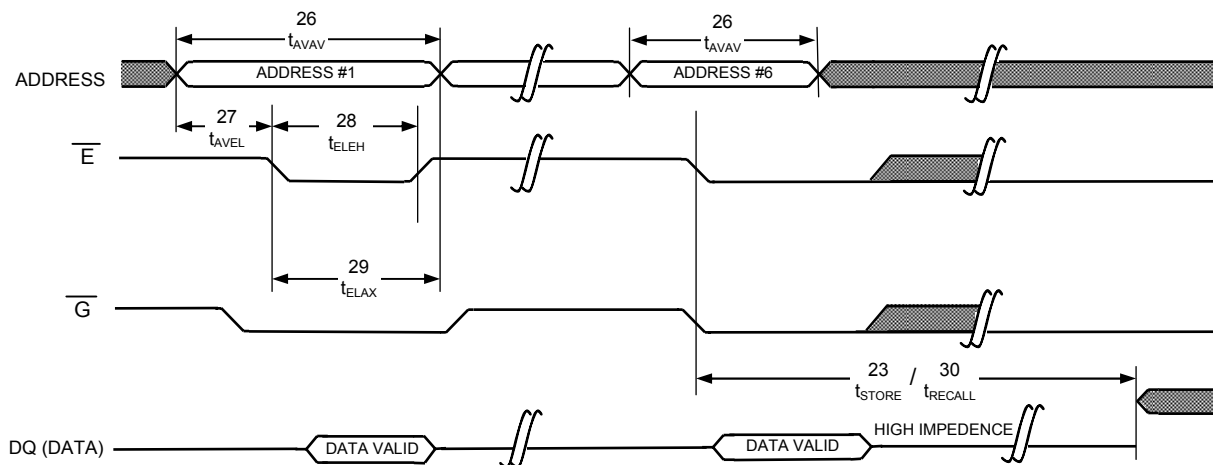 26
tAVAV
26
tAVAV
ADDRESS
ADDRESS #1
ADDRESS #6
27
tAVEL
28
tELEH
E
29
tELAX
G
23 / 30
tSTORE tRECALL
DQ (DATA)
DATA VALID
DATA VALID
HIGH IMPEDENCE